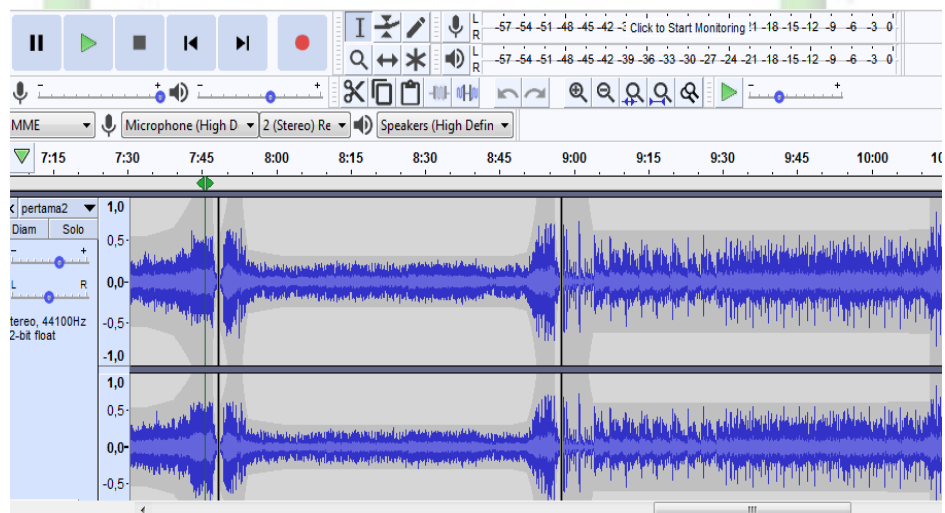 L
R
-57 -54 -51 -48 -45 -42 -3 Click to Start Monitoring !1 -18 -15 -12 -9 -6 -3 0
L
R
-57 -54 -51 -48 -45 -42 -39 -36 -33 -30 -27 -24 -21 -18 -15 -12 -9 -6 -3 0
- + - +
- +
MME Microphone (High D 2 (Stereo) Re Speakers (High Defin
7:15 7:30 7:45 8:00 8:15 8:30 8:45 9:00 9:15 9:30 9:45 10:00 10
pertama2 1,0
Diam Solo
- + 0,5-
L R 0,0-
tereo, 44100Hz -0,5-
2-bit float
-1,0
1,0
0,5-
0,0-
-0,5-